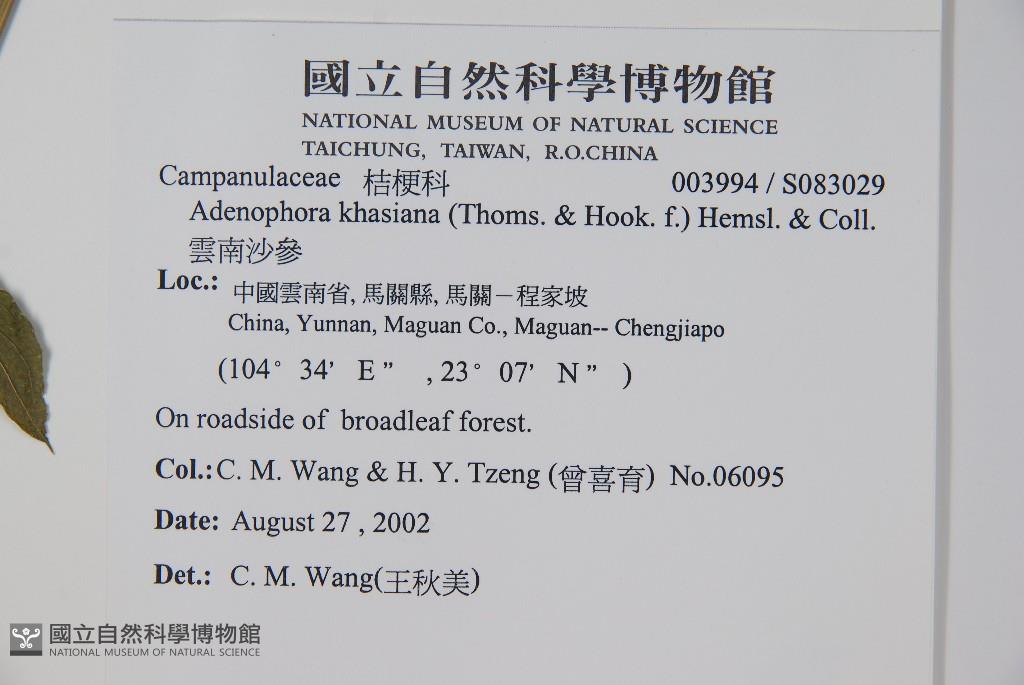 國立自然科學博物館
NATIONAL MUSEUM OF NATURAL SCIENCE
TAICHUNG, TAIWAN, R.O.CHINA
Campanulaceae 桔梗科 003994 / S083029
Adenophora khasiana (Thoms. & Hook. f.) Hemsl. & Coll.
雲南沙參
Loc.: 中國雲南省, 馬關縣, 馬關－程家坡
China, Yunnan, Maguan Co., Maguan-- Chengjiapo
(104° 34’ E ” , 23° 07’ N ” )
On roadside of broadleaf forest.
Col.: C. M. Wang & H. Y. Tzeng (曾喜育) No.06095
Date: August 27 , 2002
Det.: C. M. Wang(王秋美)
國立自然科學博物館
NATIONAL MUSEUM OF NATURAL SCIENCE